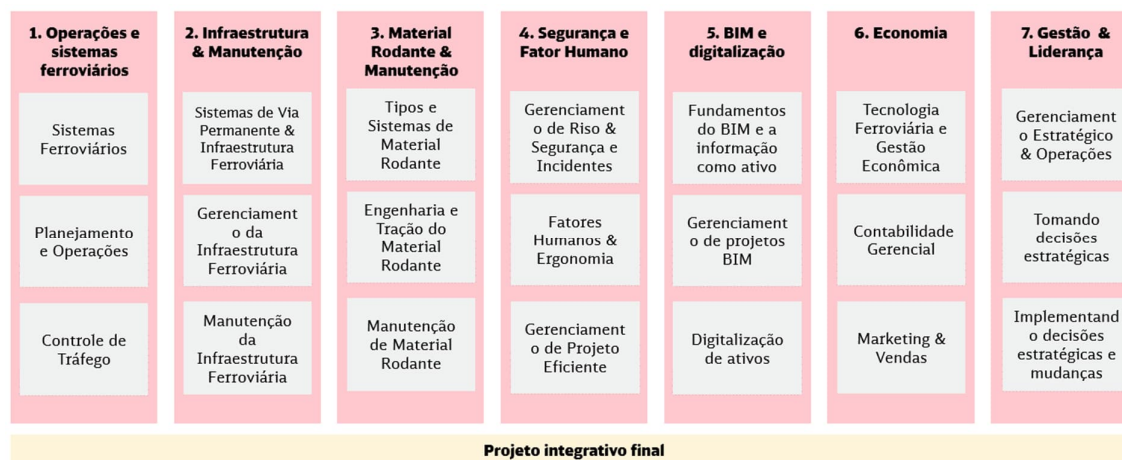 1. Operações e
sistemas
ferroviários
Sistemas
Ferroviários
Planejamento
e Operações
Controle de
Tráfego
2. Infraestrutura
& Manutenção
Sistemas de Via
Permanente &
Infraestrutura
Ferroviária
Gerenciament
o da
Infraestrutura
Ferroviária
Manutenção
da
Infraestrutura
Ferroviária
3. Material
Rodante &
Manutenção
Tipos e
Sistemas de
Material
Rodante
Engenharia e
Tração do
Material
Rodante
Manutenção
de Material
Rodante
4. Segurança e
Fator Humano
Gerenciament
o de Riso &
Segurança e
Incidentes
Fatores
Humanos &
Ergonomia
Gerenciament
o de Projeto
Eficiente
5. BIM e
digitalização
Fundamentos
do BIM e a
informação
como ativo
Gerenciament
o de projetos
BIM
Digitalização
de ativos
6. Economia
Tecnologia
Ferroviária e
Gestão
Econômica
Contabilidade
Gerencial
Marketing &
Vendas
7. Gestão &
Liderança
Gerenciament
o Estratégico
& Operações
Tomando
decisões
estratégicas
Implementand
o decisões
estratégicas e
mudanças
Projeto integrativo final